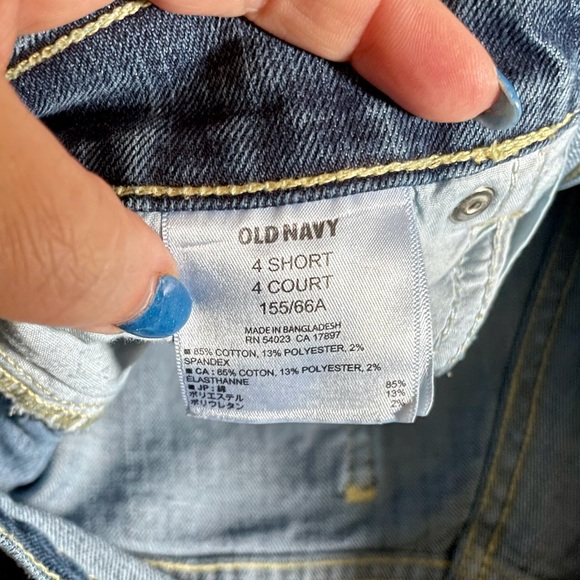 OLD NAVY
4 SHORT
4 COURT
155/66A
MADE IN BANGLADESH
RN 54023 CA 17897
■ 85% COTTON, 13% POLYESTER, 2%
SPANDEX
■ CA : 85% COTON, 13% POLYESTER, 2%
ÉLASTHANNE
■ JP : 綿 85%
ポリエステル 13%
ポリウレタン 2%